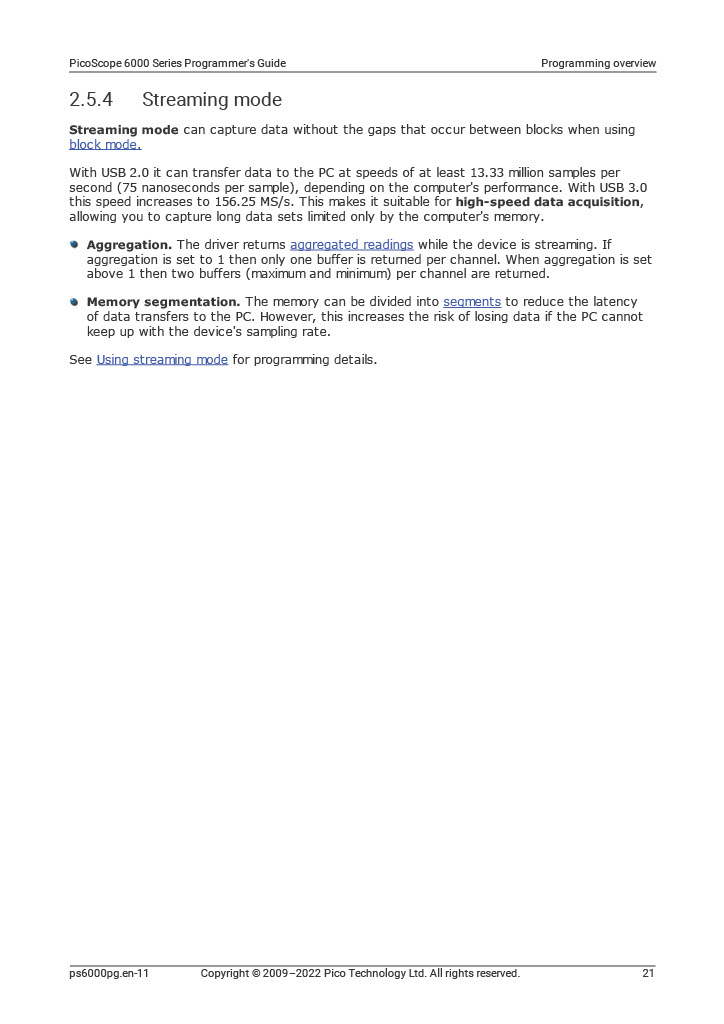 PicoScope 6000 Series Programmer's Guide Programming overview
2.5.4 Streaming mode
Streaming mode can capture data without the gaps that occur between blocks when using
block mode.
With USB 2.0 it can transfer data to the PC at speeds of at least 13.33 million samples per
second (75 nanoseconds per sample), depending on the computer's performance. With USB 3.0
this speed increases to 156.25 MS/s. This makes it suitable for high-speed data acquisition,
allowing you to capture long data sets limited only by the computer's memory.
Aggregation. The driver returns aggregated readings while the device is streaming. If
aggregation is set to 1 then only one buffer is returned per channel. When aggregation is set
above 1 then two buffers (maximum and minimum) per channel are returned.
Memory segmentation. The memory can be divided into segments to reduce the latency
of data transfers to the PC. However, this increases the risk of losing data if the PC cannot
keep up with the device's sampling rate.
See Using streaming mode for programming details.
ps6000pg.en-11 Copyright © 2009–2022 Pico Technology Ltd. All rights reserved. 21